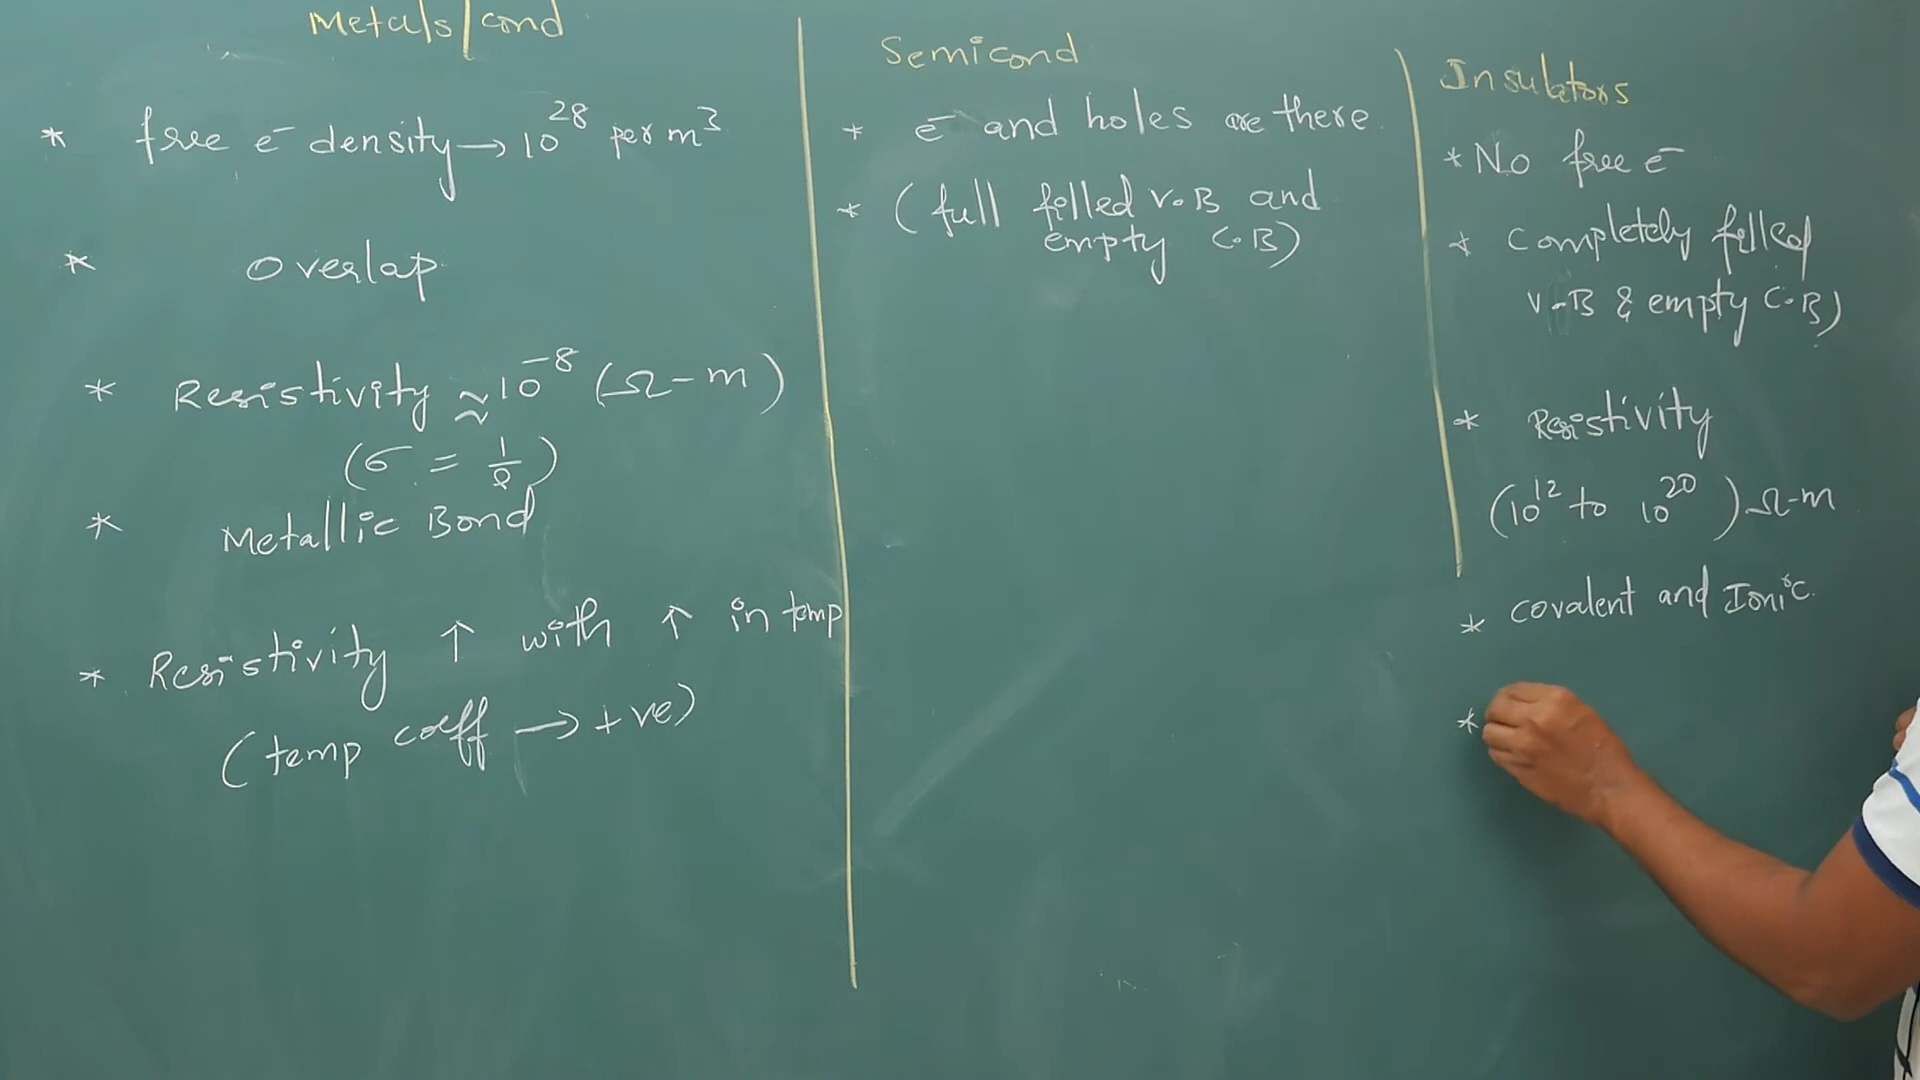 Metals/cond
* free e⁻ density → 10²⁸ per m³
* Overlap
* Resistivity ≈ 10⁻⁸ (Ω-m)
(σ = 1/ρ)
* Metallic Bond
* Resistivity ↑ with ↑ in temp
(temp coeff → +ve)
Semicond
* e⁻ and holes are there
* (full filled V.B and
empty C.B)
Insulators
* No free e⁻
* Completely filled
V-B & empty C.B)
* Resistivity
(10¹² to 10²⁰) Ω-m
* covalent and Ionic.
*